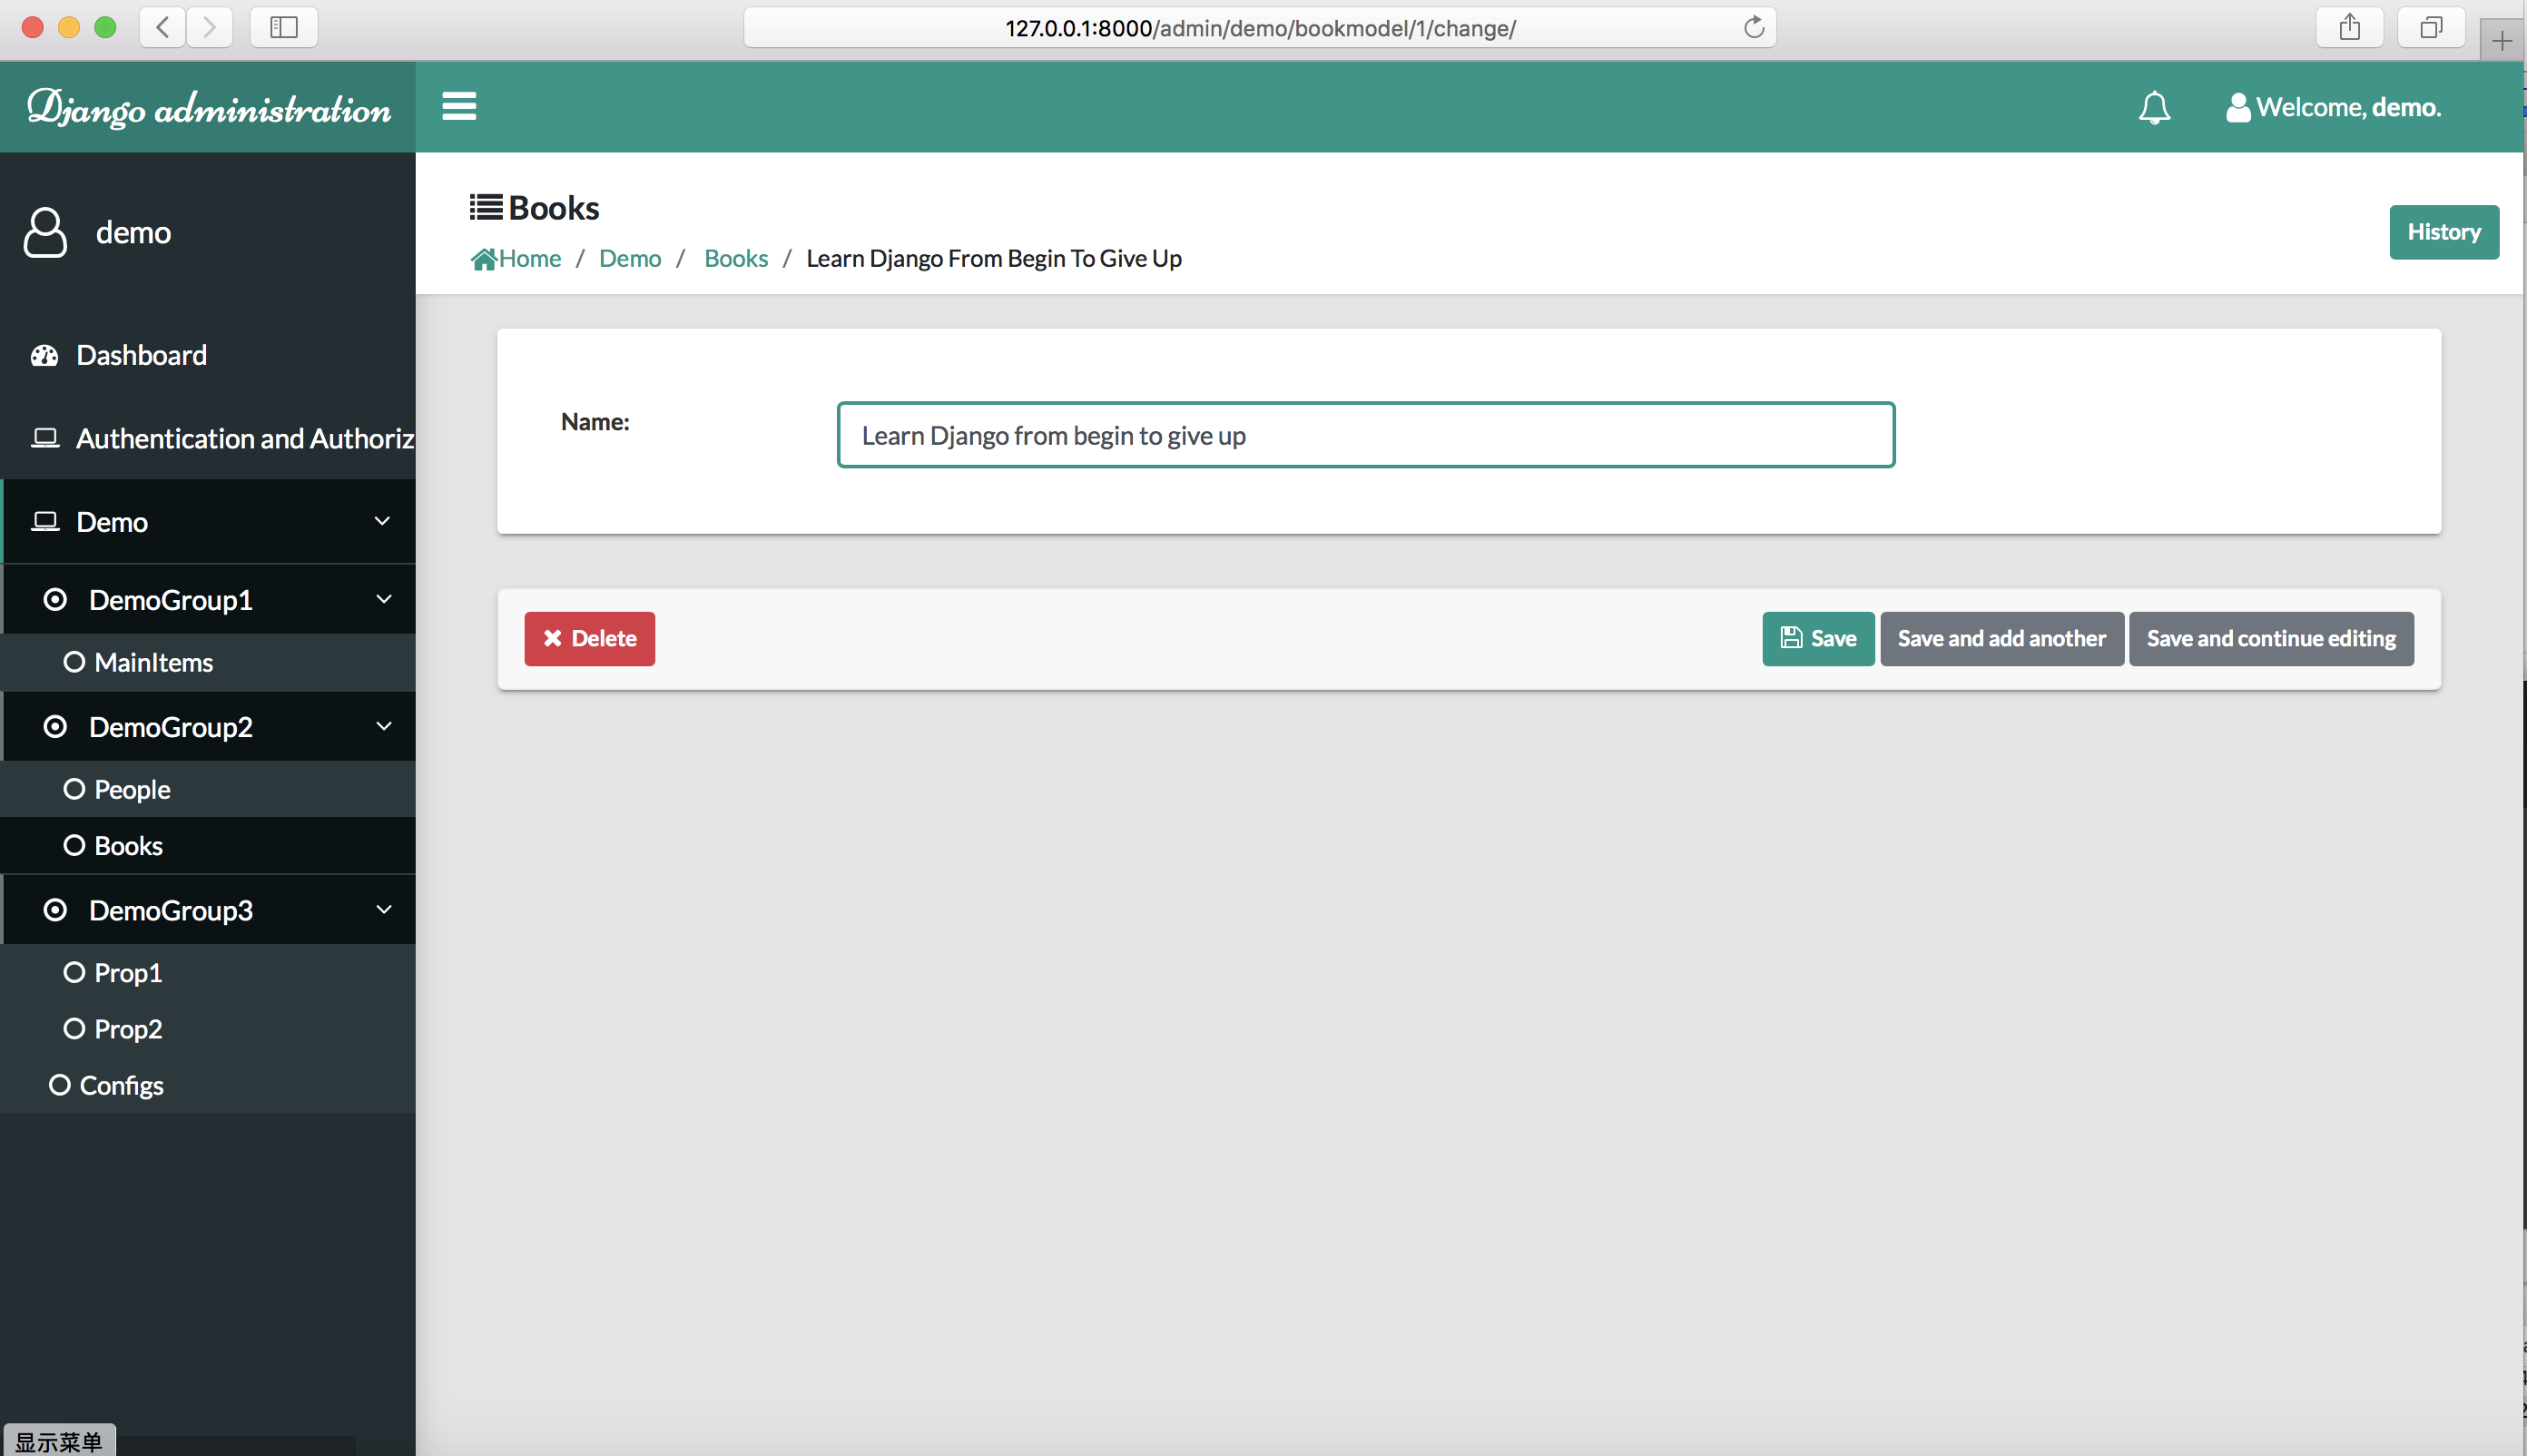 127.0.0.1:8000/admin/demo/bookmodel/1/change/
Django administration
Welcome, demo.
demo
Books
History
Home / Demo / Books / Learn Django From Begin To Give Up
Dashboard
Authentication and Authoriz
Demo
DemoGroup1
MainItems
DemoGroup2
People
Books
DemoGroup3
Prop1
Prop2
Configs
Name:
Learn Django from begin to give up
Delete
Save
Save and add another
Save and continue editing
显示菜单